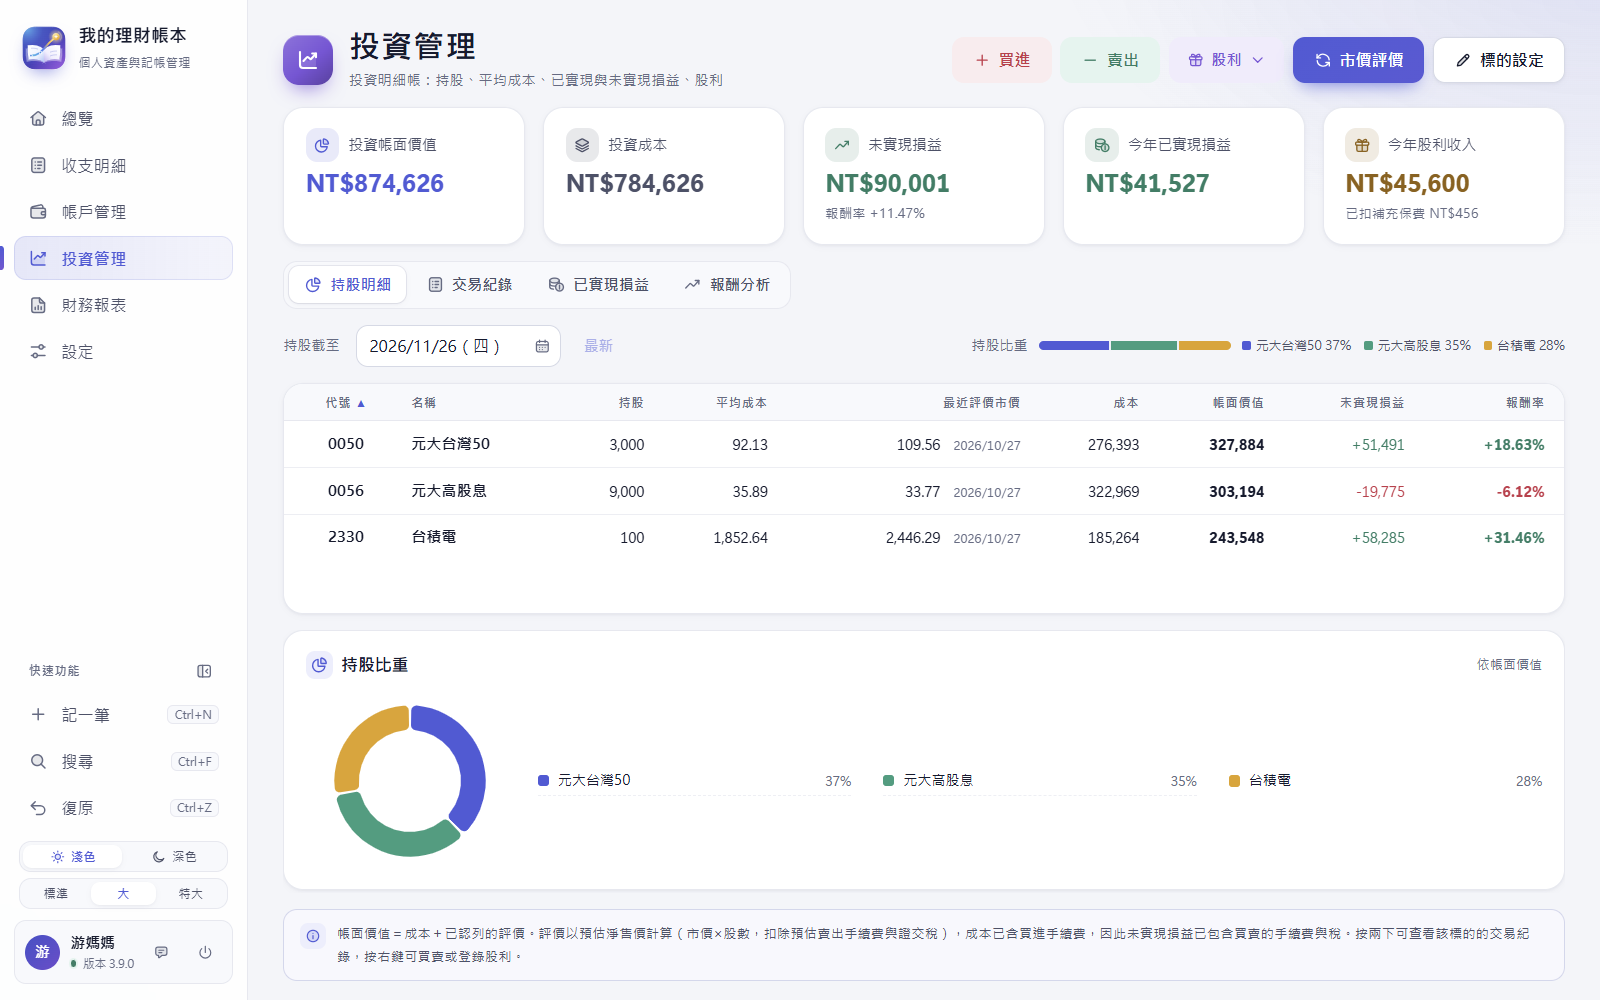 我的理財帳本
個人資產與記帳管理
總覽
收支明細
帳戶管理
投資管理
財務報表
設定
快速功能
記一筆 Ctrl+N
搜尋 Ctrl+F
復原 Ctrl+Z
淺色 深色
標準 大 特大
游 游媽媽
版本 3.9.0
投資管理
投資明細帳：持股、平均成本、已實現與未實現損益、股利
買進 賣出 股利 市價評價 標的設定
投資帳面價值
NT$874,626
投資成本
NT$784,626
未實現損益
NT$90,001
報酬率 +11.47%
今年已實現損益
NT$41,527
今年股利收入
NT$45,600
已扣補充保費 NT$456
持股明細 交易紀錄 已實現損益 報酬分析
持股截至 2026/11/26 ( 四 ) 最新
持股比重 元大台灣50 37% 元大高股息 35% 台積電 28%
代號 ▲ 名稱 持股 平均成本 最近評價市價 成本 帳面價值 未實現損益 報酬率
0050 元大台灣50 3,000 92.13 109.56 2026/10/27 276,393 327,884 +51,491 +18.63%
0056 元大高股息 9,000 35.89 33.77 2026/10/27 322,969 303,194 -19,775 -6.12%
2330 台積電 100 1,852.64 2,446.29 2026/10/27 185,264 243,548 +58,285 +31.46%
持股比重 依帳面價值
元大台灣50 37% 元大高股息 35% 台積電 28%
帳面價值＝成本＋已認列的評價。評價以預估淨售價計算（市價×股數，扣除預估賣出手續費與證交稅），成本已含買進手續費，因此未實現損益已包含買賣的手續費與稅。按兩下可查看該標的的交易紀
錄，按右鍵可買賣或登錄股利。